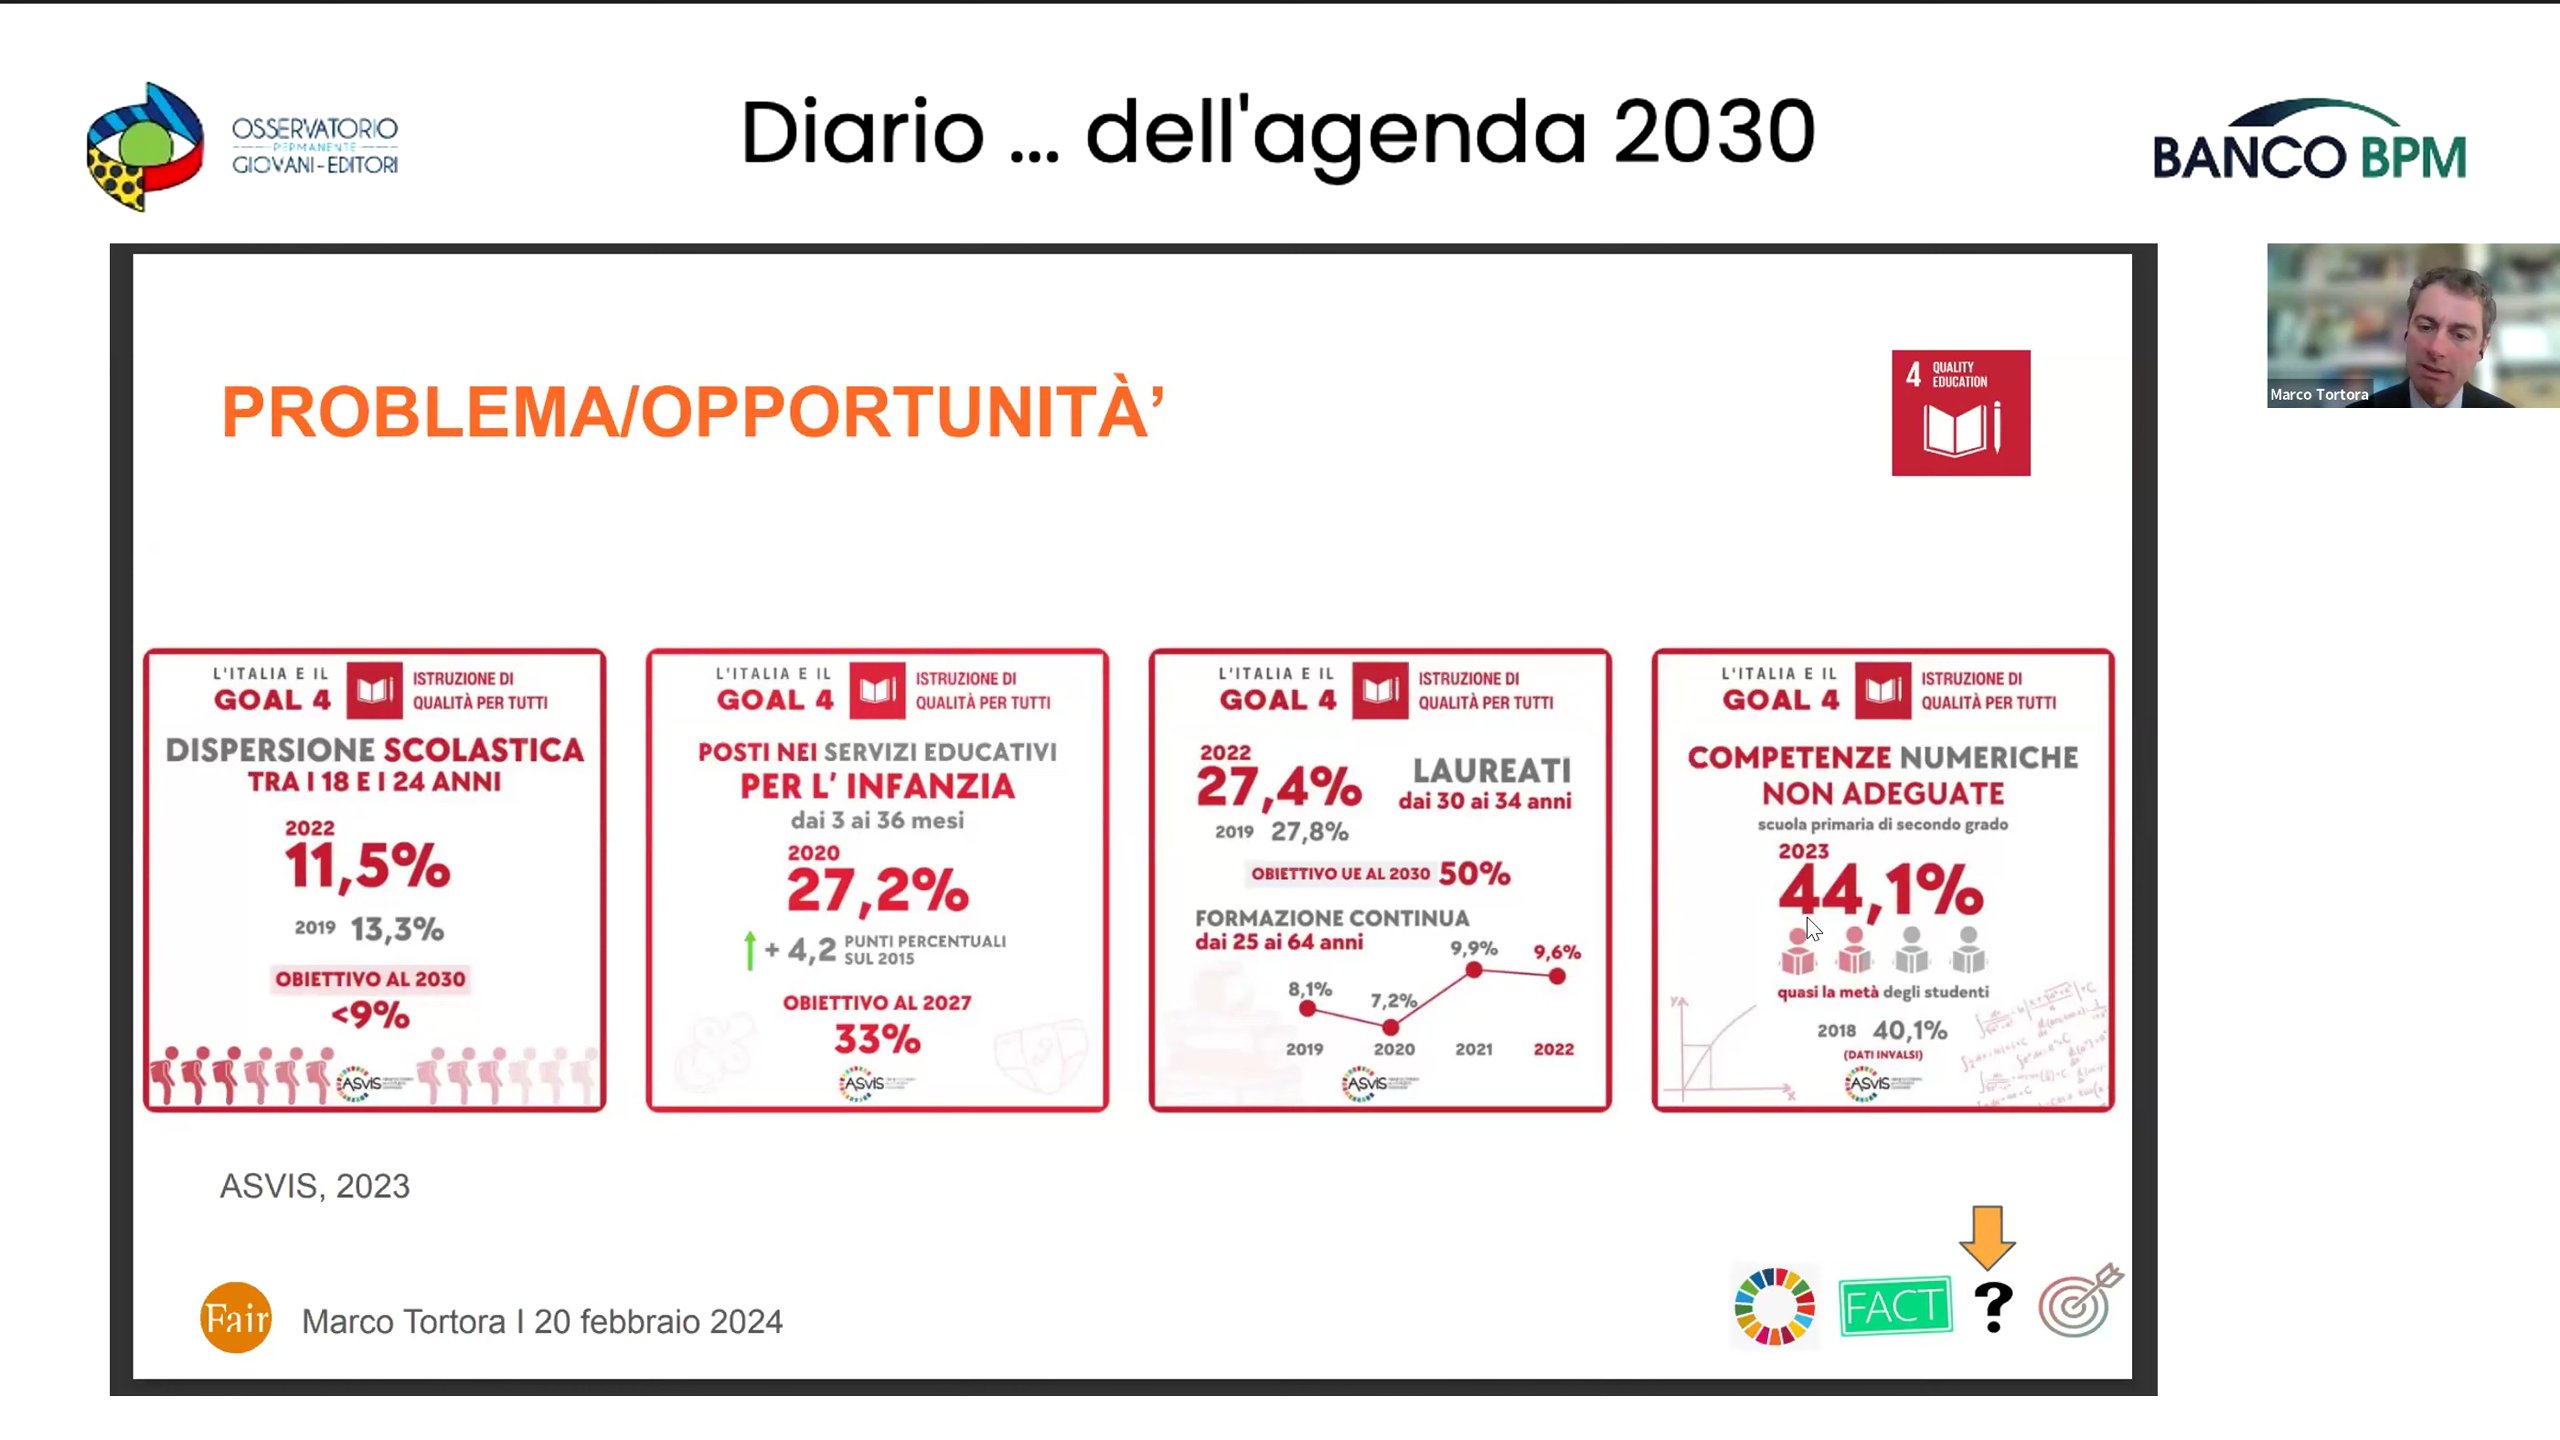 OSSERVATORIO
PERMANENTE
GIOVANI-EDITORI
Diario ... dell'agenda 2030
BANCO BPM
Marco Tortora
PROBLEMA/OPPORTUNITÀ’
4 QUALITY
EDUCATION
L'ITALIA E IL
GOAL 4
ISTRUZIONE DI
QUALITÀ PER TUTTI
DISPERSIONE SCOLASTICA
TRA I 18 E I 24 ANNI
2022
11,5%
2019 13,3%
OBIETTIVO AL 2030
<9%
ASVIS
L'ITALIA E IL
GOAL 4
ISTRUZIONE DI
QUALITÀ PER TUTTI
POSTI NEI SERVIZI EDUCATIVI
PER L' INFANZIA
dai 3 ai 36 mesi
2020
27,2%
+ 4,2 PUNTI PERCENTUALI
SUL 2015
OBIETTIVO AL 2027
33%
ASVIS
L'ITALIA E IL
GOAL 4
ISTRUZIONE DI
QUALITÀ PER TUTTI
2022
27,4%
LAUREATI
dai 30 ai 34 anni
2019 27,8%
OBIETTIVO UE AL 2030 50%
FORMAZIONE CONTINUA
dai 25 ai 64 anni
8,1%
7,2%
9,9%
9,6%
2019 2020 2021 2022
ASVIS
L'ITALIA E IL
GOAL 4
ISTRUZIONE DI
QUALITÀ PER TUTTI
COMPETENZE NUMERICHE
NON ADEGUATE
scuola primaria di secondo grado
2023
44,1%
quasi la metà degli studenti
2018 40,1%
(DATI INVALSI)
Y
X
ASVIS
ASVIS, 2023
Fair
Marco Tortora I 20 febbraio 2024
FACT
?